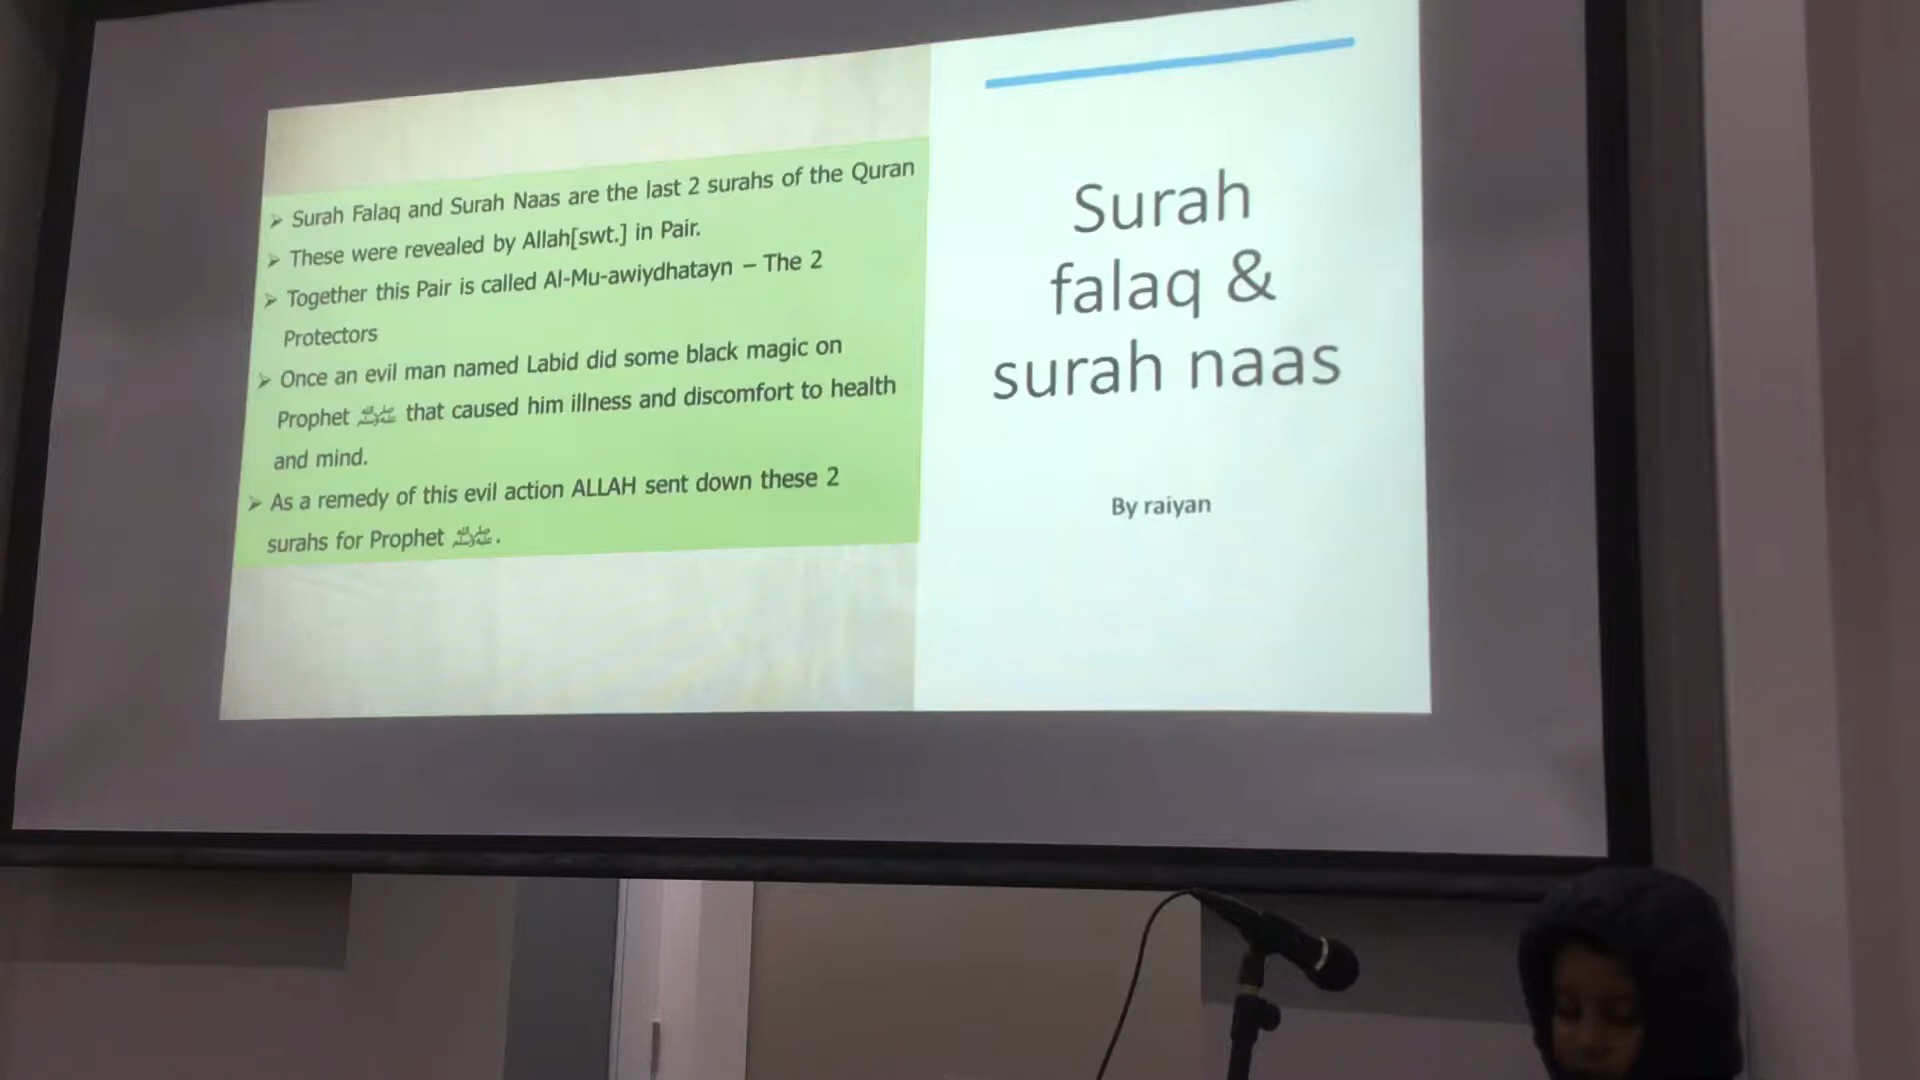 ➢ Surah Falaq and Surah Naas are the last 2 surahs of the Quran
➢ These were revealed by Allah[swt.] in Pair.
➢ Together this Pair is called Al-Mu-awiydhatayn – The 2
Protectors
➢ Once an evil man named Labid did some black magic on
Prophet ﷺ that caused him illness and discomfort to health
and mind.
➢ As a remedy of this evil action ALLAH sent down these 2
surahs for Prophet ﷺ.
Surah
falaq &
surah naas
By raiyan